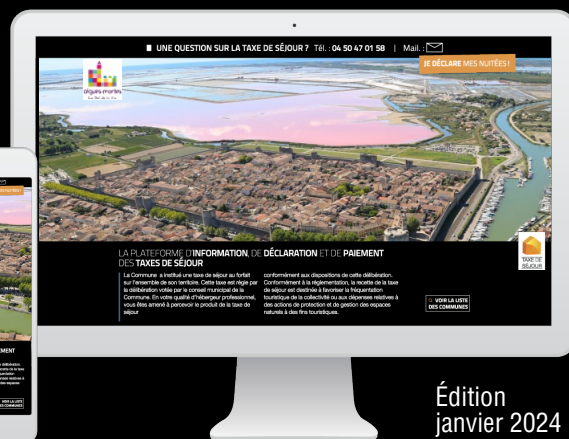 UNE QUESTION SUR LA TAXE DE SÉJOUR ? Tél. : 04 50 47 01 58 | Mail. :
JE DÉCLARE MES NUITÉES !
aigues mortes
LA PLATEFORME D'INFORMATION, DE DÉCLARATION ET DE PAIEMENT
DES TAXES DE SÉJOUR
La Commune a institué une taxe de séjour au forfait
sur l'ensemble de son territoire. Cette taxe est régie par
la délibération votée par le conseil municipal de la
Commune. En votre qualité d'hébergeur professionnel,
vous êtes amené à percevoir le produit de la taxe de
séjour
conformément aux dispositions de cette délibération.
Conformément à la réglementation, la recette de la taxe
de séjour est destinée à favoriser la fréquentation
touristique de la collectivité ou aux dépenses relatives à
des actions de protection et de gestion des espaces
naturels à des fins touristiques.
TAXE DE
SÉJOUR
VOIR LA LISTE
DES COMMUNES
Édition
janvier 2024